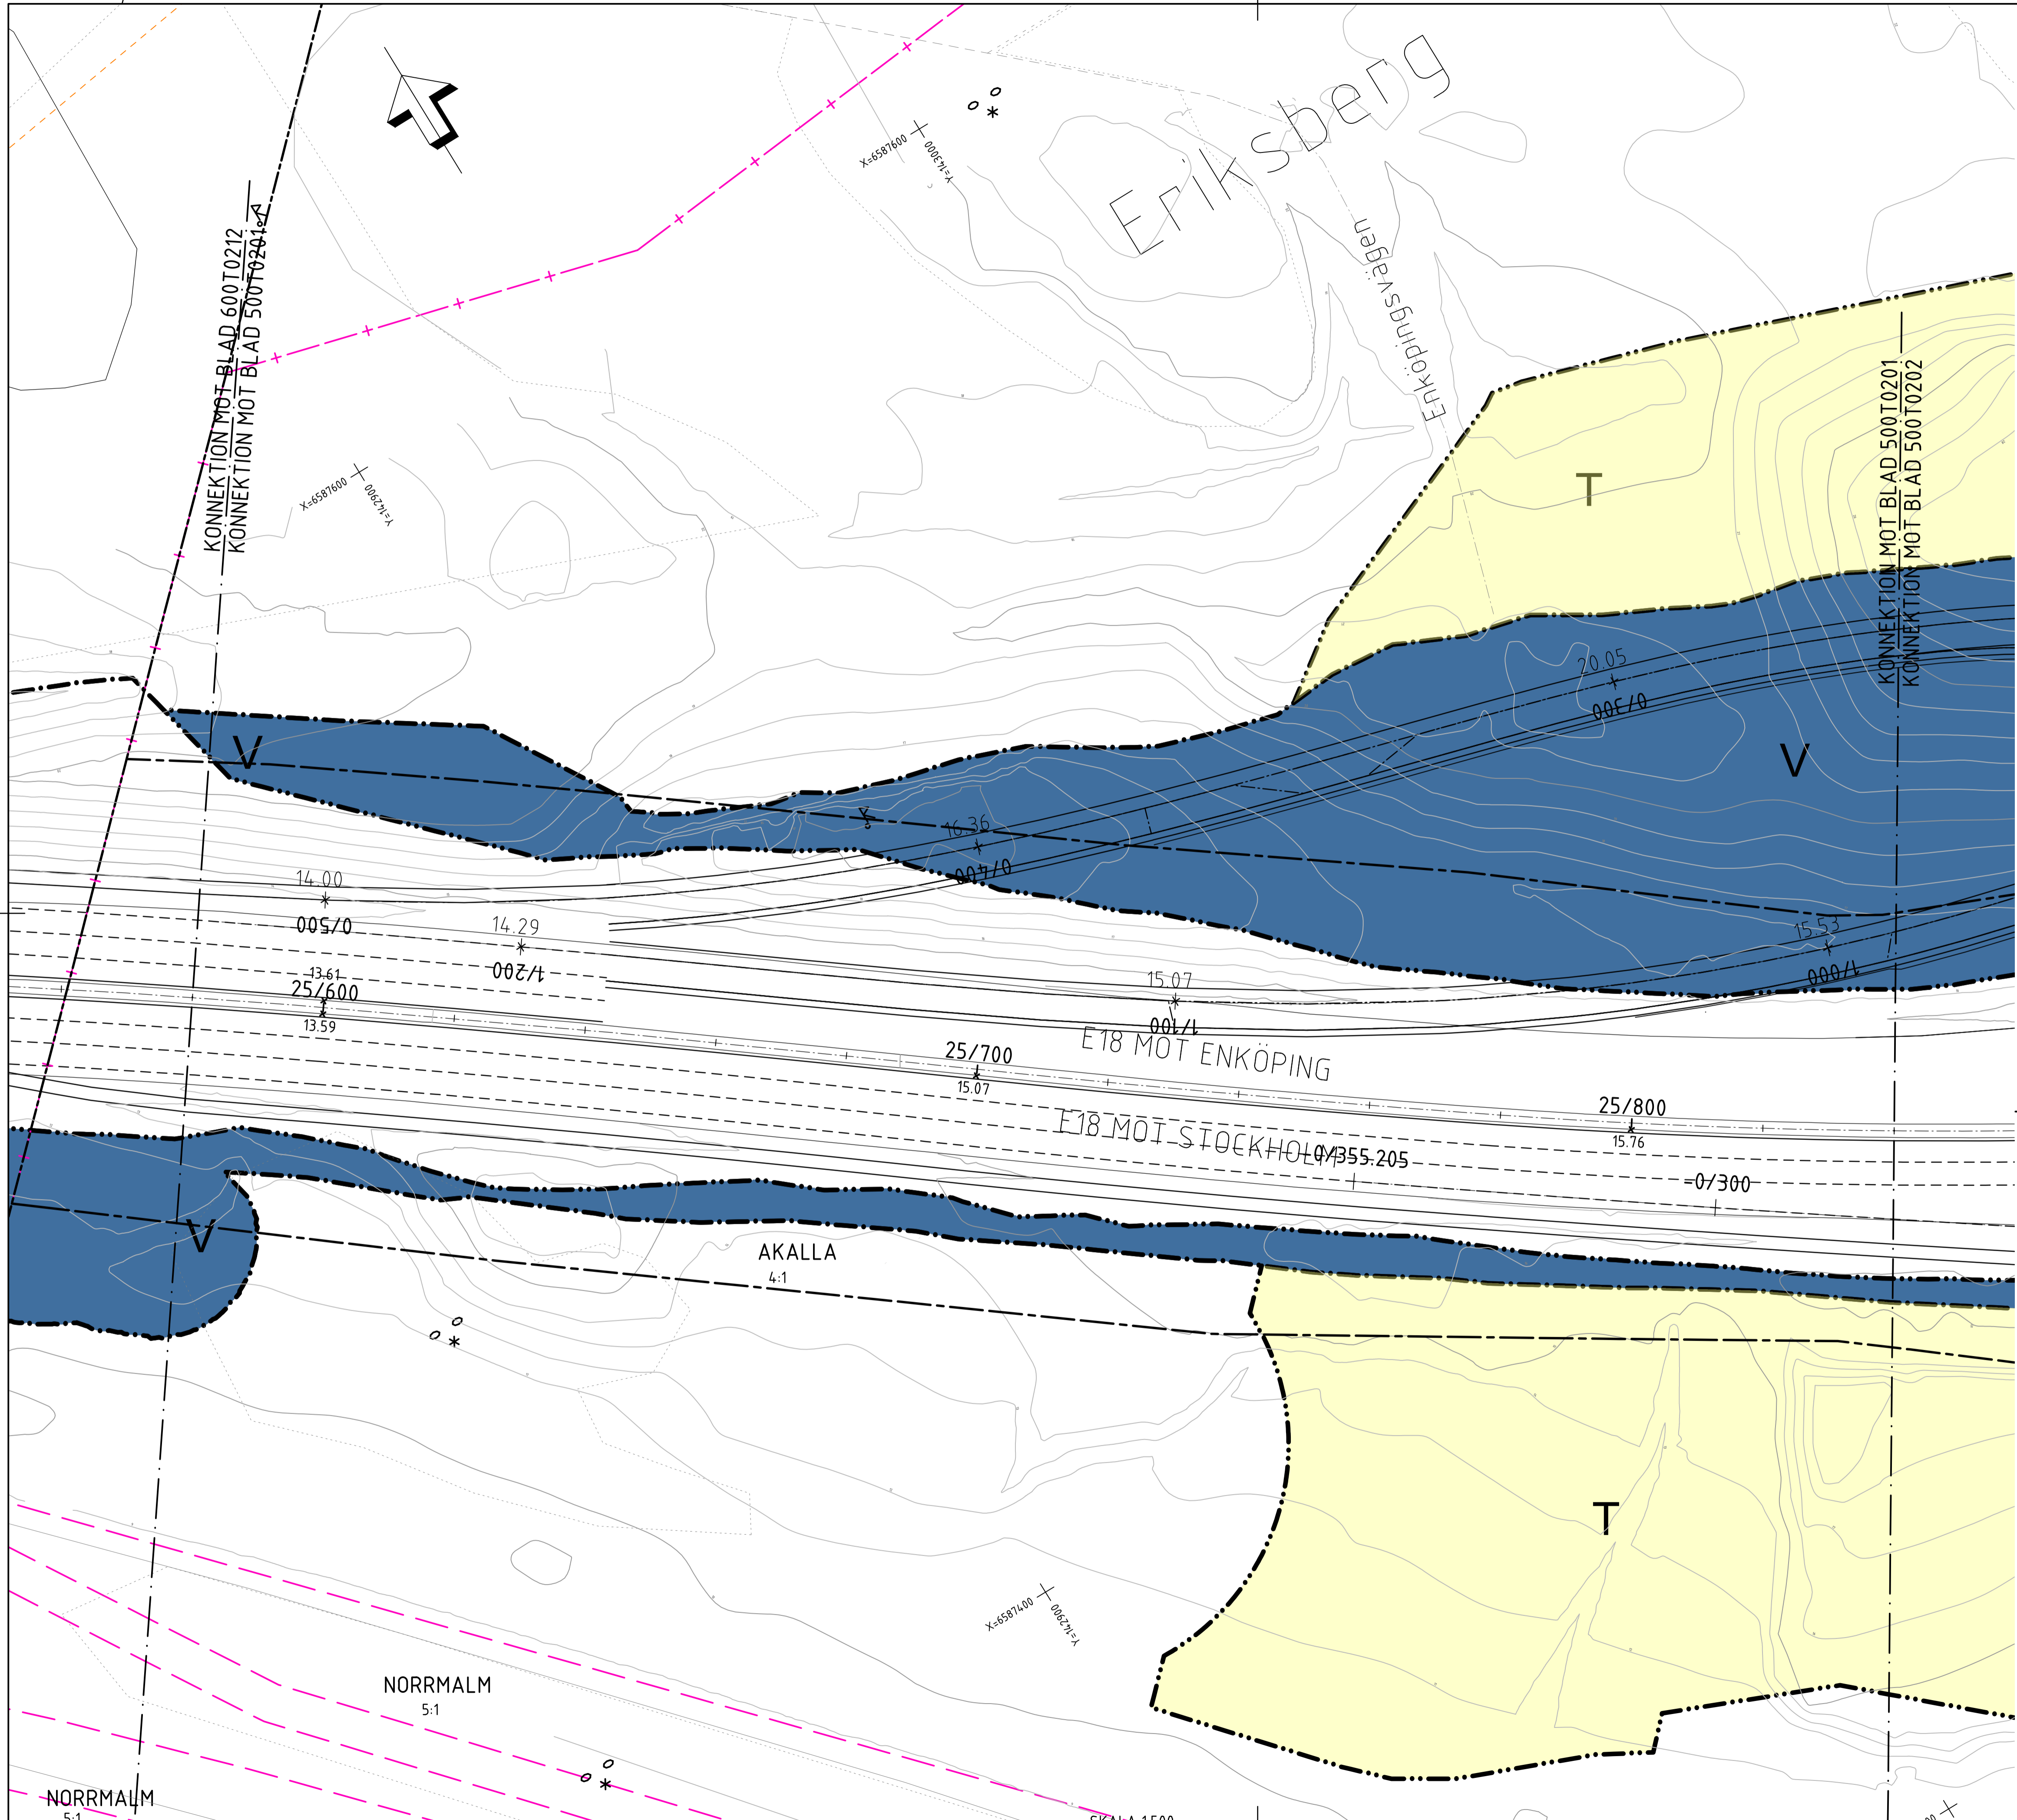 Eriksberg
X=6587600
Y=143000
Enköpingsvägen
KONNEKTION MOT BLAD 600T0212
KONNEKTION MOT BLAD 500T0201
KONNEKTION MOT BLAD 500T0201
KONNEKTION MOT BLAD 500T0202
X=6587600
Y=142900
T
20.05
0/300
V
V
16.36
0/400
14.00
0/500
14.29
1/200
15.53
1/000
13.61
25/600
13.59
15.07
1/100
E18 MOT ENKÖPING
25/700
15.07
25/800
15.76
E18 MOT STOCKHOLM
-0/355.205
-0/300
V
AKALLA
4:1
T
X=6587400
Y=142900
NORRMALM
5:1
NORRMALM
5:1
SKALA 1:500